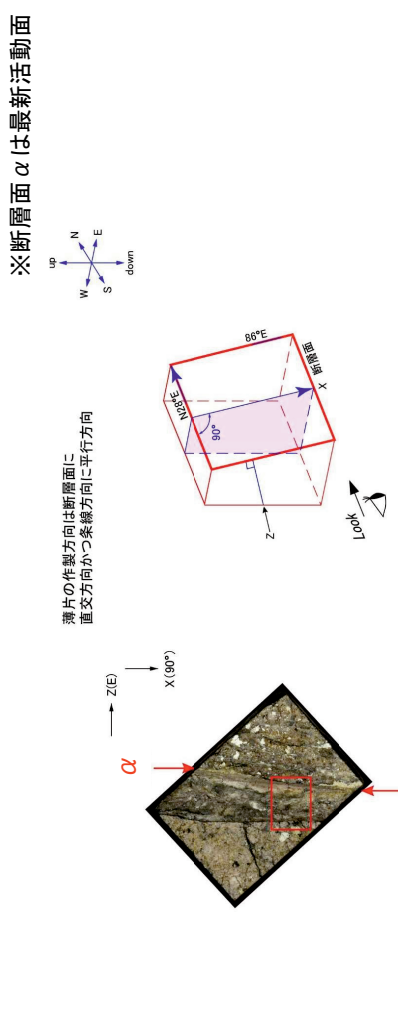 ※断層面 α は最新活動面
up
N
E
W
S
down
薄片の作製方向は断層面に
直交方向かつ条線方向に平行方向
N28°E
86°E
90°
断層面
X
Z
Look
Z(E)
X(90°)
α